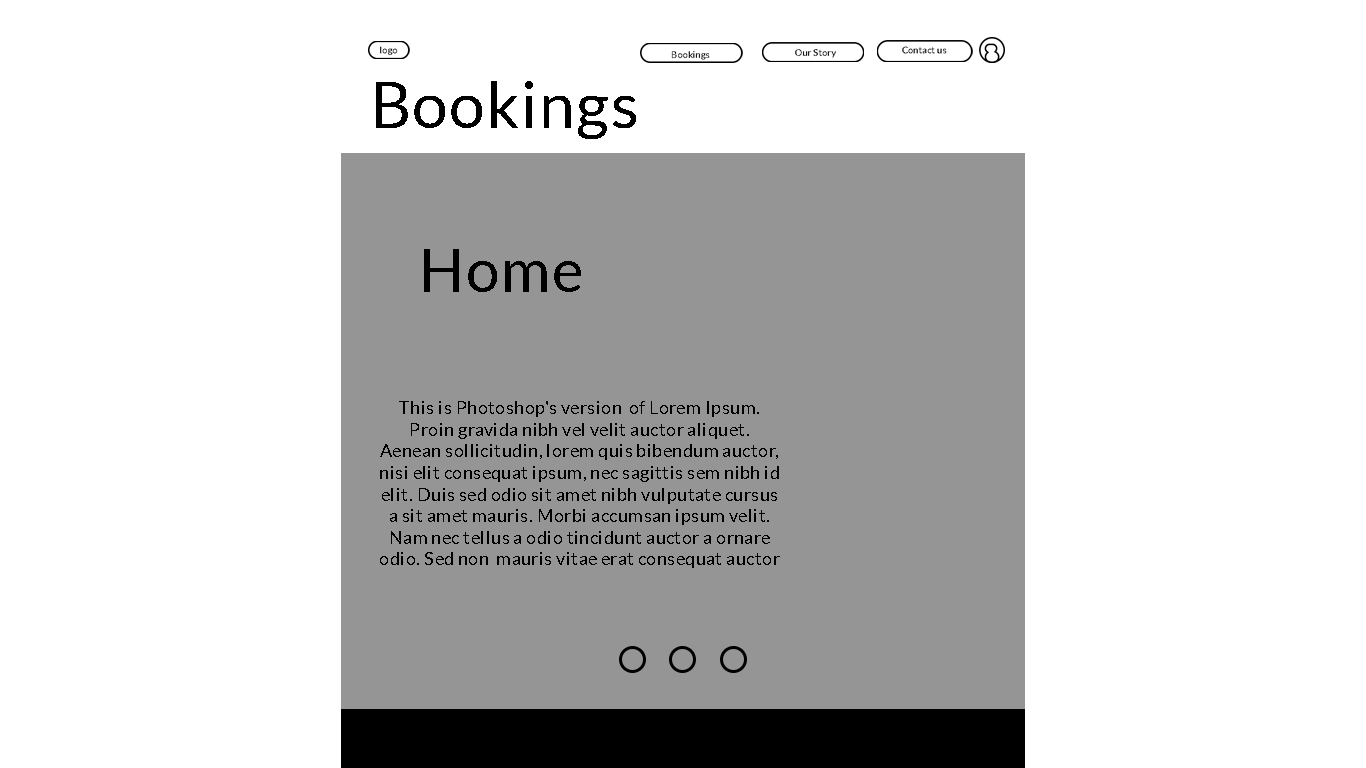 logo
Bookings
Our Story
Contact us
Bookings
Home
This is Photoshop's version of Lorem Ipsum.
Proin gravida nibh vel velit auctor aliquet.
Aenean sollicitudin, lorem quis bibendum auctor,
nisi elit consequat ipsum, nec sagittis sem nibh id
elit. Duis sed odio sit amet nibh vulputate cursus
a sit amet mauris. Morbi accumsan ipsum velit.
Nam nec tellus a odio tincidunt auctor a ornare
odio. Sed non mauris vitae erat consequat auctor